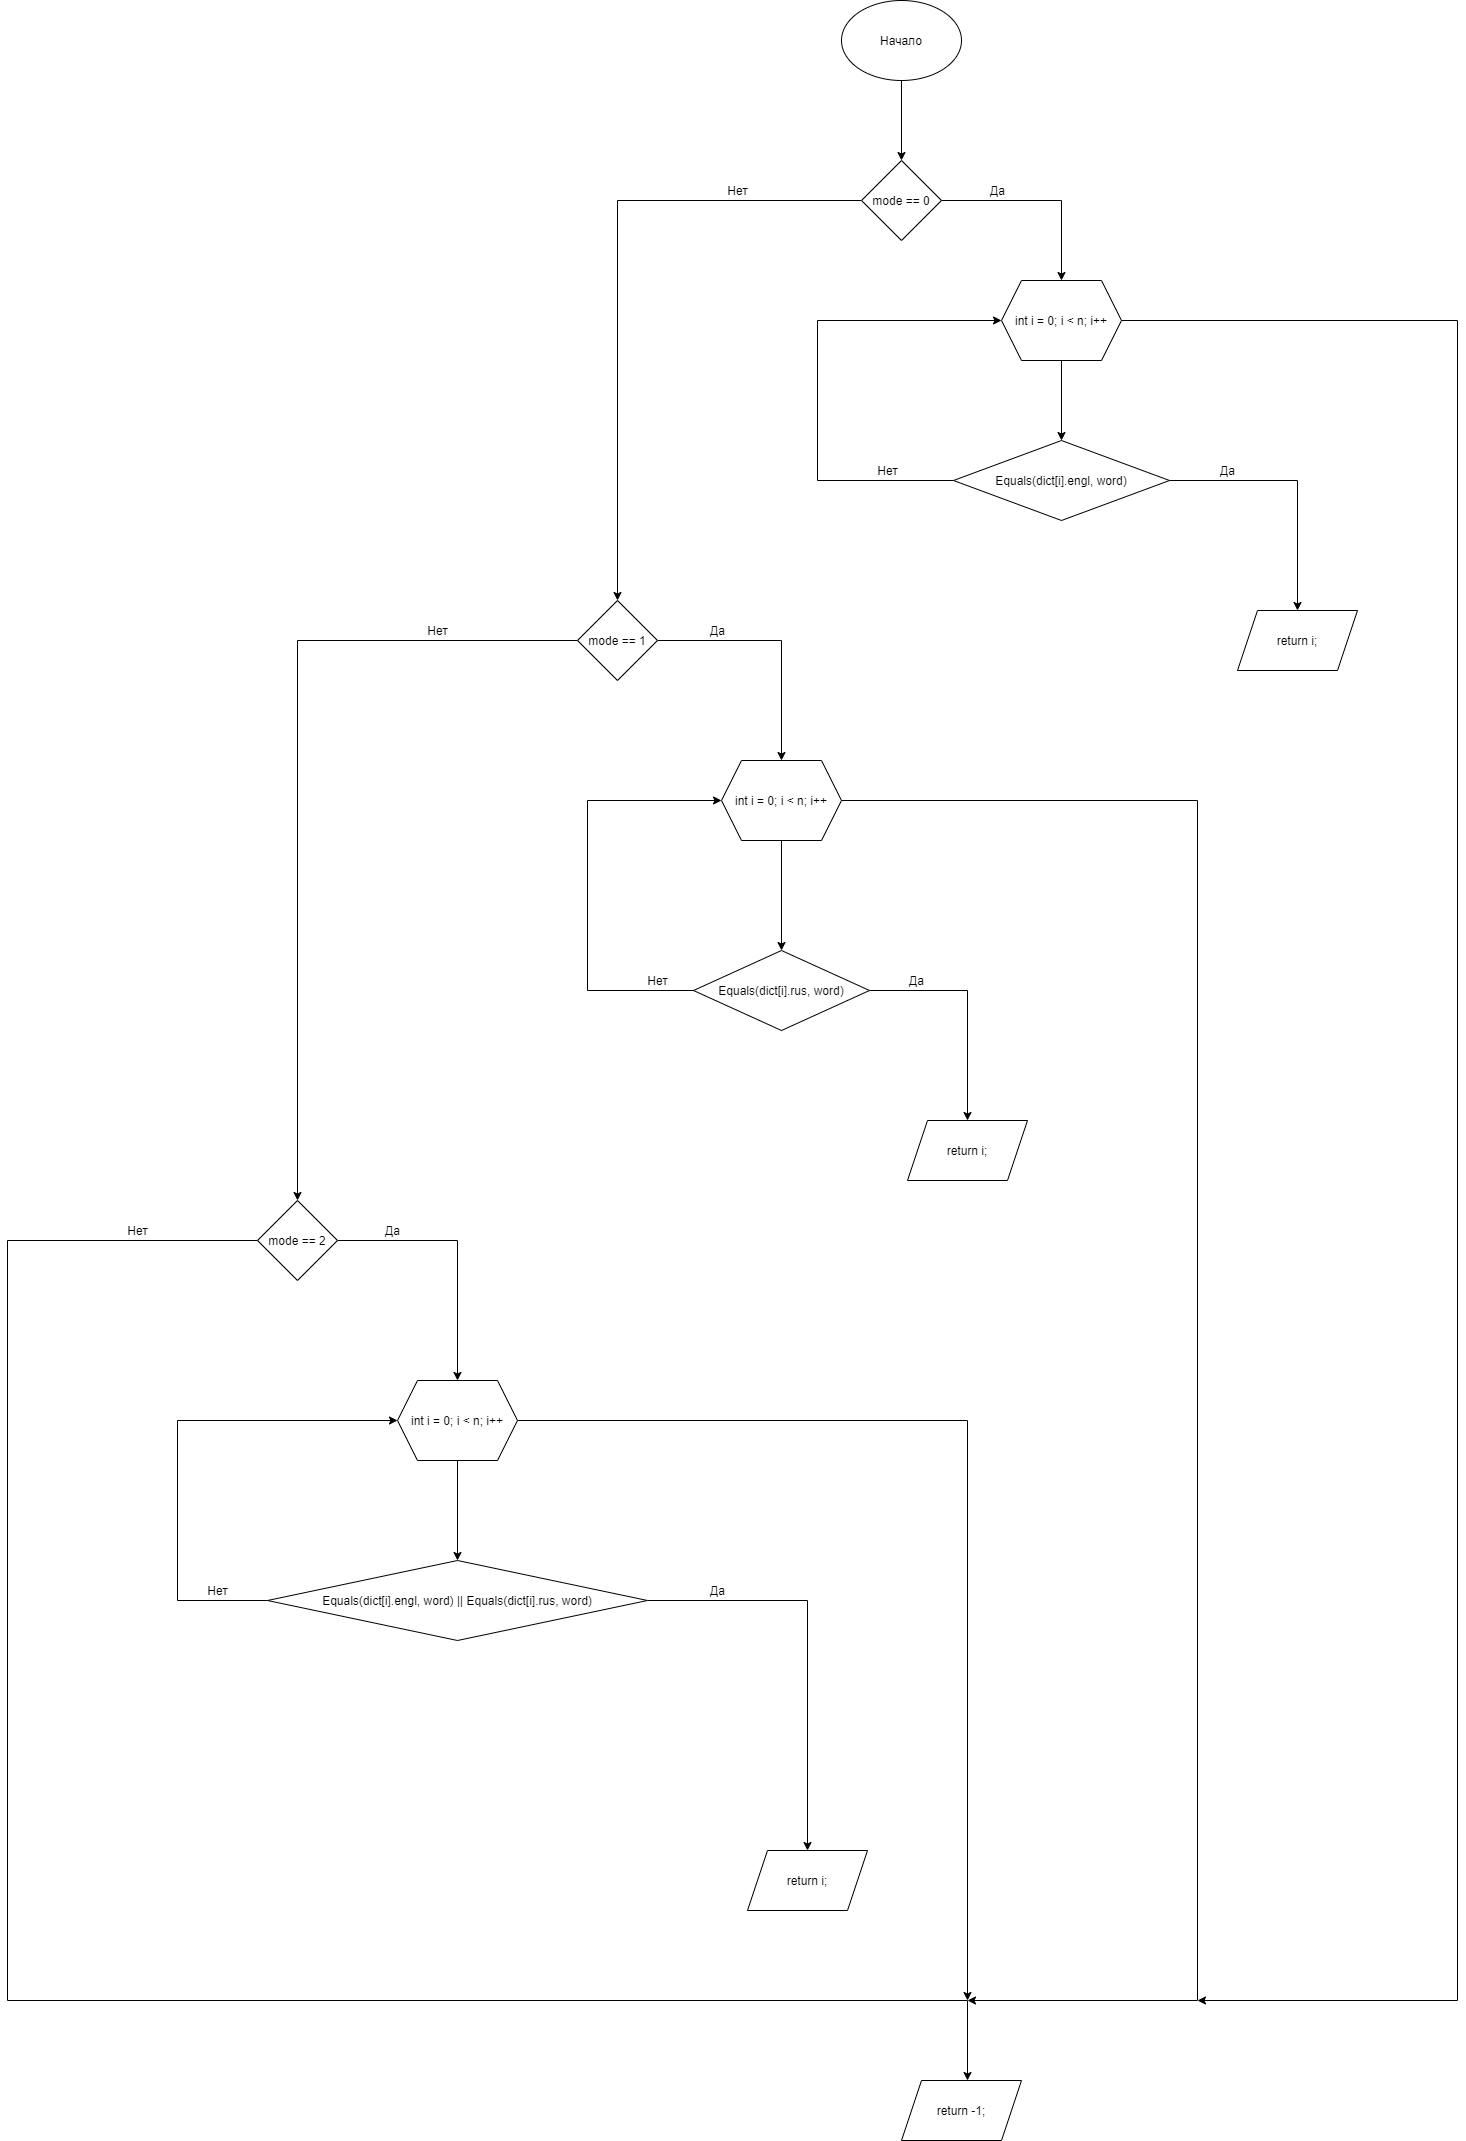 Начало
Нет
mode == 0
Да
int i = 0; i < n; i++
Нет
Equals(dict[i].engl, word)
Да
return i;
Нет
mode == 1
Да
int i = 0; i < n; i++
Нет
Equals(dict[i].rus, word)
Да
return i;
Нет
mode == 2
Да
int i = 0; i < n; i++
Нет
Equals(dict[i].engl, word) || Equals(dict[i].rus, word)
Да
return i;
return -1;